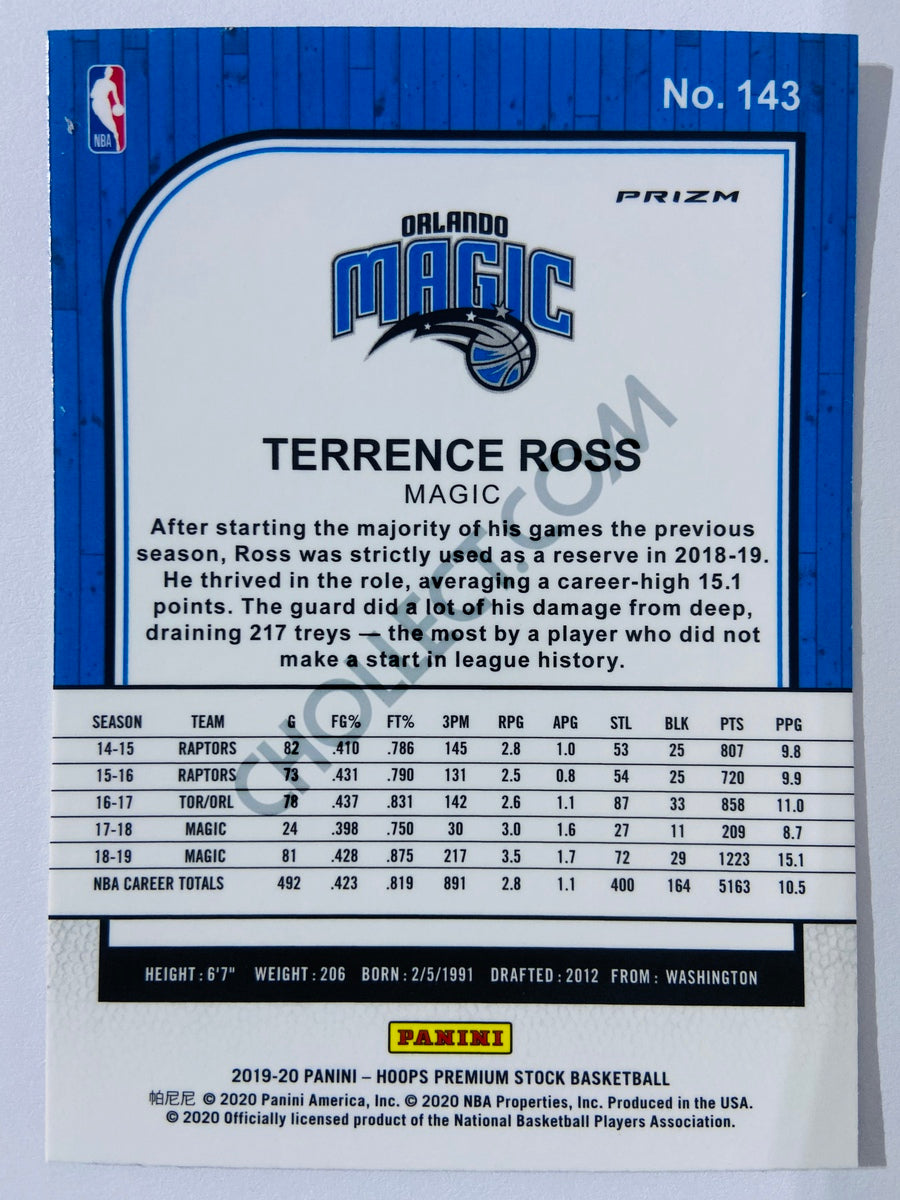 No. 143
NBA
PRIZM
ORLANDO
MAGIC
TERRENCE ROSS
MAGIC
After starting the majority of his games the previous
season, Ross was strictly used as a reserve in 2018-19.
He thrived in the role, averaging a career-high 15.1
points. The guard did a lot of his damage from deep,
draining 217 treys — the most by a player who did not
make a start in league history.
CHOLLECT.COM
SEASON TEAM G FG% FT% 3PM RPG APG STL BLK PTS PPG
14-15 RAPTORS 82 .410 .786 145 2.8 1.0 53 25 807 9.8
15-16 RAPTORS 73 .431 .790 131 2.5 0.8 54 25 720 9.9
16-17 TOR/ORL 78 .437 .831 142 2.6 1.1 87 33 858 11.0
17-18 MAGIC 24 .398 .750 30 3.0 1.6 27 11 209 8.7
18-19 MAGIC 81 .428 .875 217 3.5 1.7 72 29 1223 15.1
NBA CAREER TOTALS 492 .423 .819 891 2.8 1.1 400 164 5163 10.5
HEIGHT: 6'7" WEIGHT: 206 BORN: 2/5/1991 DRAFTED: 2012 FROM: WASHINGTON
PANINI
2019-20 PANINI – HOOPS PREMIUM STOCK BASKETBALL
帕尼尼 © 2020 Panini America, Inc. © 2020 NBA Properties, Inc. Produced in the USA.
© 2020 Officially licensed product of the National Basketball Players Association.